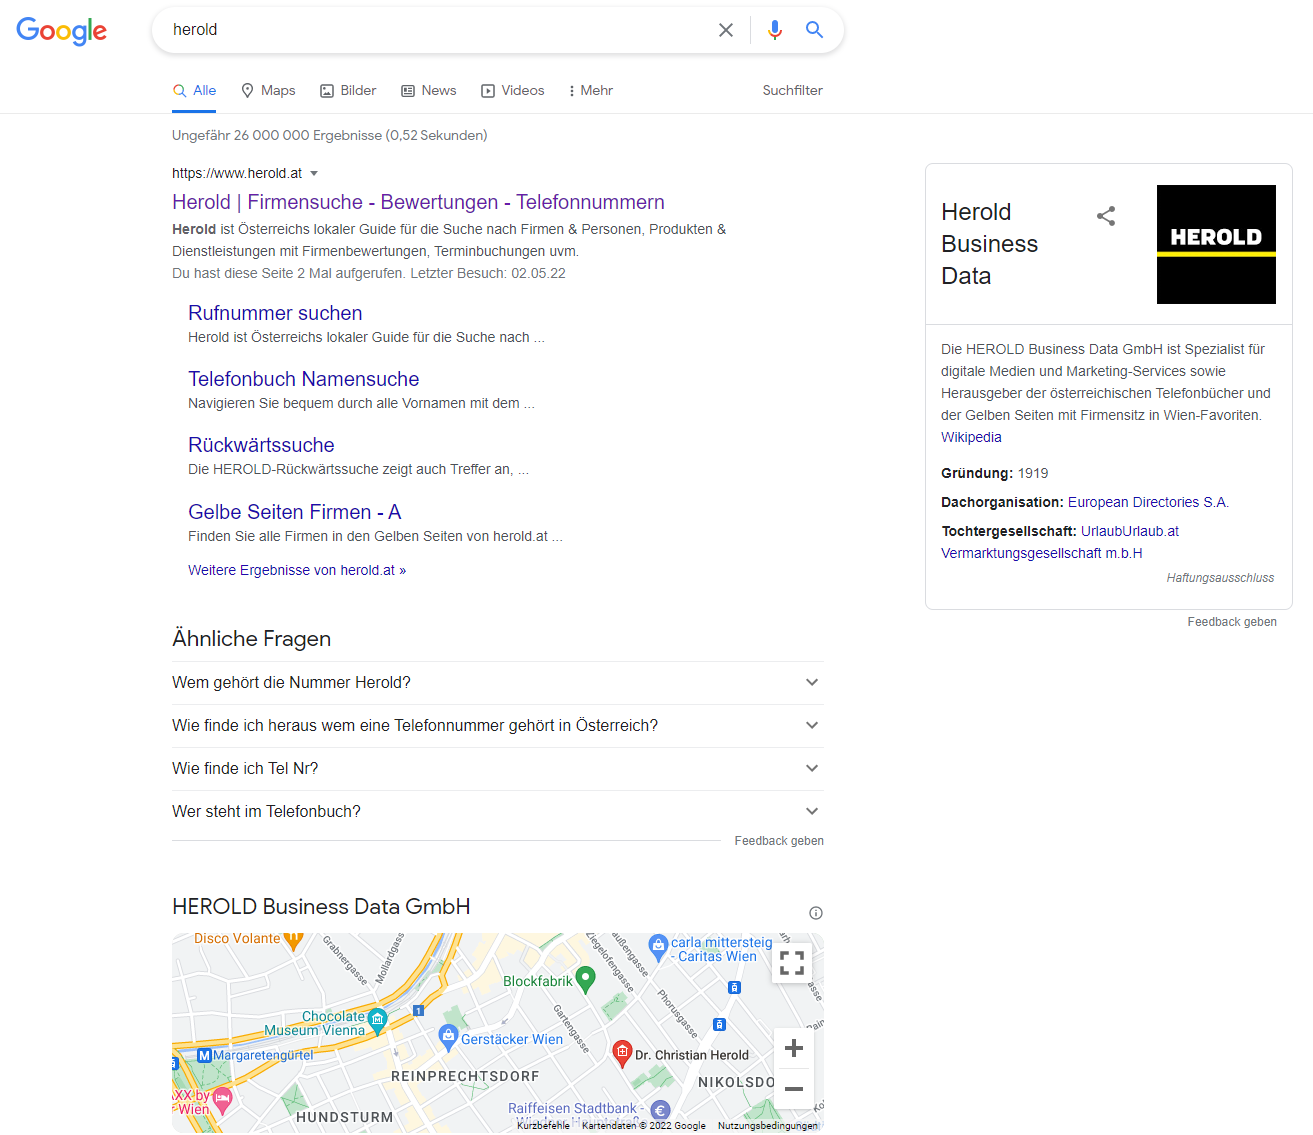 Google
herold
Alle
Maps
Bilder
News
Videos
Mehr
Suchfilter
Ungefähr 26 000 000 Ergebnisse (0,52 Sekunden)
https://www.herold.at
Herold | Firmensuche - Bewertungen - Telefonnummern
Herold ist Österreichs lokaler Guide für die Suche nach Firmen & Personen, Produkten &
Dienstleistungen mit Firmenbewertungen, Terminbuchungen uvm.
Du hast diese Seite 2 Mal aufgerufen. Letzter Besuch: 02.05.22
Rufnummer suchen
Herold ist Österreichs lokaler Guide für die Suche nach ...
Telefonbuch Namensuche
Navigieren Sie bequem durch alle Vornamen mit dem ...
Rückwärtssuche
Die HEROLD-Rückwärtssuche zeigt auch Treffer an, ...
Gelbe Seiten Firmen - A
Finden Sie alle Firmen in den Gelben Seiten von herold.at ...
Weitere Ergebnisse von herold.at »
Ähnliche Fragen
Wem gehört die Nummer Herold?
Wie finde ich heraus wem eine Telefonnummer gehört in Österreich?
Wie finde ich Tel Nr?
Wer steht im Telefonbuch?
Feedback geben
HEROLD Business Data GmbH
Disco Volante
Grabnergasse
Mollardgasse
Ziegelofengasse
carla mittersteig
- Caritas Wien
Blockfabrik
Phorusgasse
Chocolate
Museum Vienna
1
Gartengasse
Gerstäcker Wien
M Margaretengürtel
Dr. Christian Herold
REINPRECHTSDORF
NIKOLSDO
AXX by
Wien
HUNDSTURM
Raiffeisen Stadtbank -
Kurzbefehle
Kartendaten © 2022 Google
Nutzungsbedingungen
Herold
Business
Data
HEROLD
Die HEROLD Business Data GmbH ist Spezialist für
digitale Medien und Marketing-Services sowie
Herausgeber der österreichischen Telefonbücher und
der Gelben Seiten mit Firmensitz in Wien-Favoriten.
Wikipedia
Gründung: 1919
Dachorganisation: European Directories S.A.
Tochtergesellschaft: UrlaubUrlaub.at
Vermarktungsgesellschaft m.b.H
Haftungsausschluss
Feedback geben